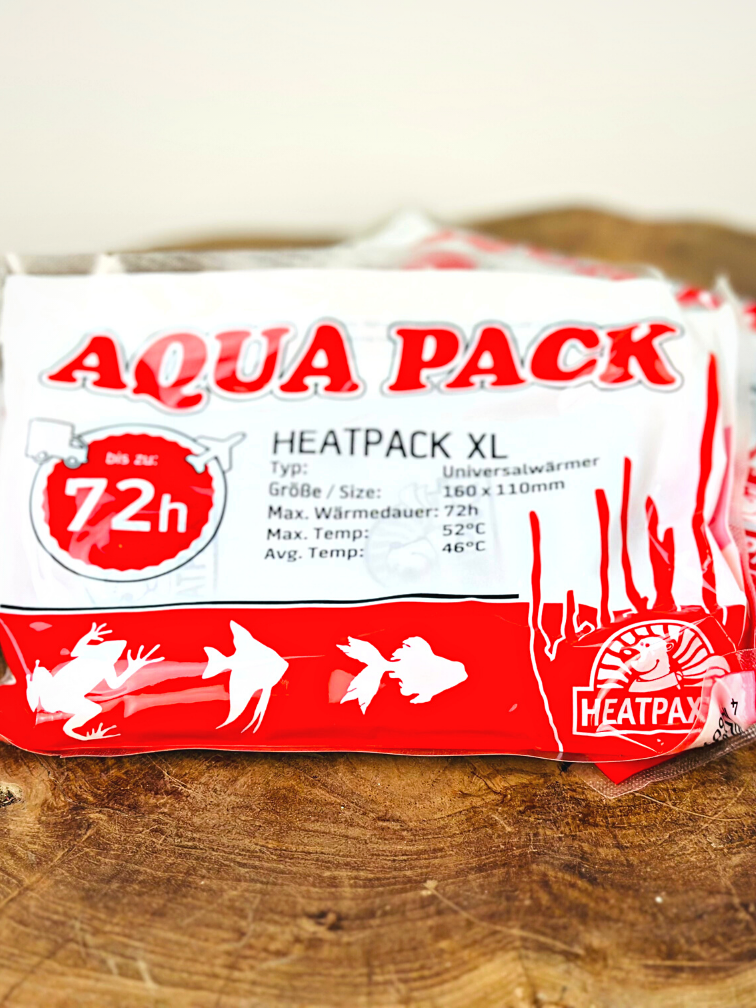 AQUA PACK
bis zu:
72h
HEATPACK XL
Typ: Universalwärmer
Größe / Size: 160 x 110mm
Max. Wärmedauer: 72h
Max. Temp: 52°C
Avg. Temp: 46°C
HEATPAX